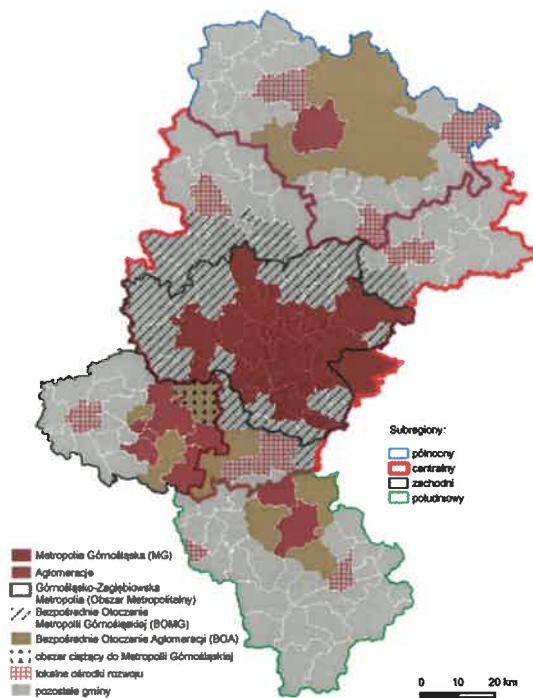 Subregiony:
północny
centralny
zachodni
południowy
Metropolia Górnośląska (MG)
Aglomeracje
Górnośląsko-Zagłębiowska
Metropolia (Obszar Metropolitalny)
Bezpośrednie Otoczenie
Metropolii Górnośląskiej (BOMG)
Bezpośrednie Otoczenie Aglomeracji (BOA)
obszar ciążący do Metropolii Górnośląskiej
lokalne ośrodki rozwoju
pozostałe gminy
0 10 20 km